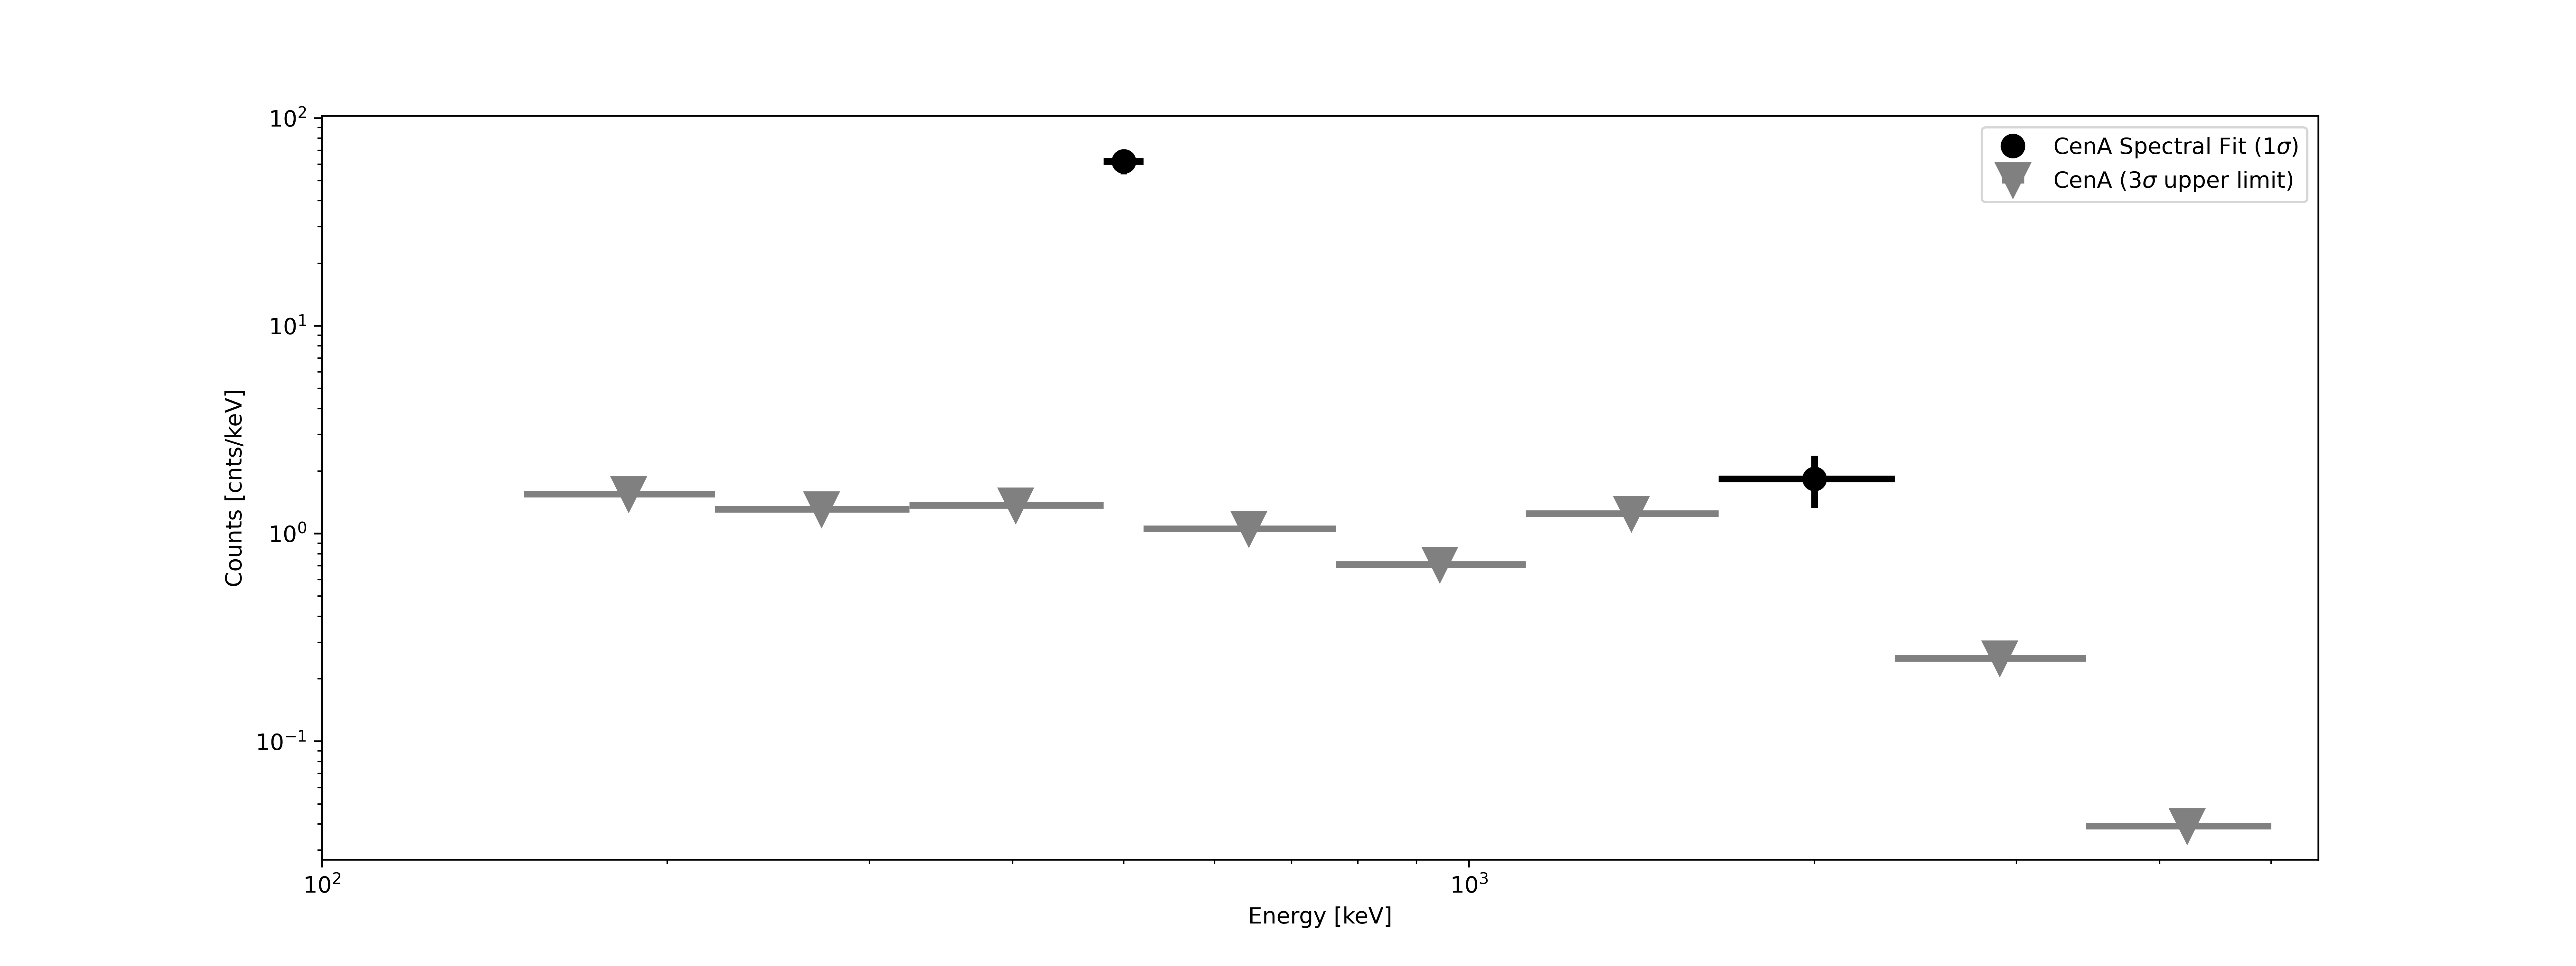 10²
10¹
10⁰
10⁻¹
Counts [cnts/keV]
CenA Spectral Fit (1σ)
CenA (3σ upper limit)
10²
10³
Energy [keV]